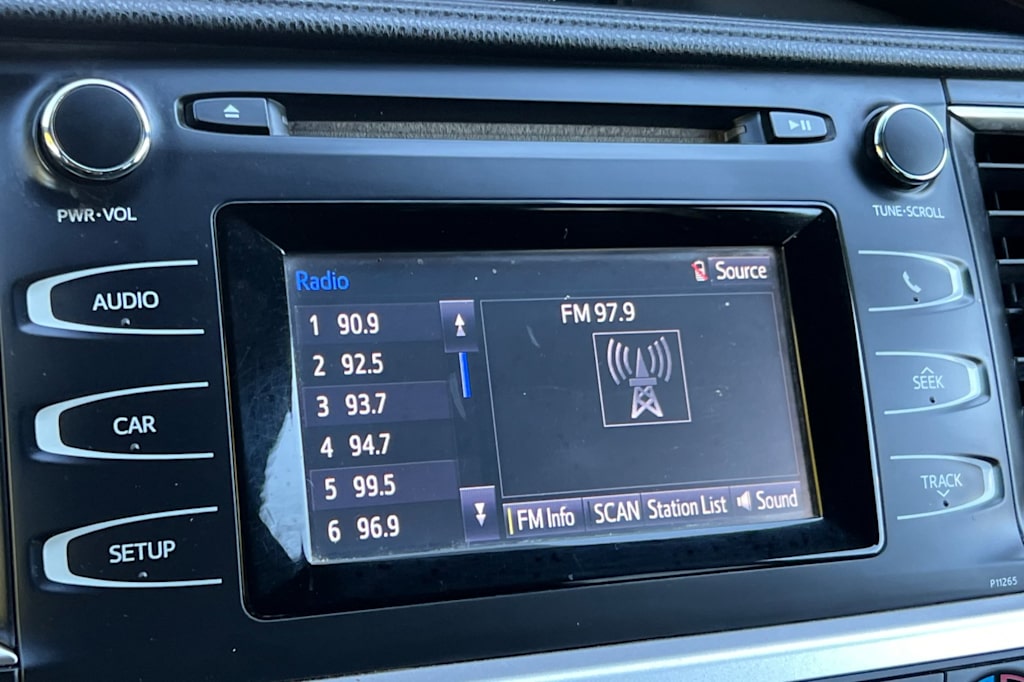 PWR•VOL
TUNE•SCROLL
AUDIO
CAR
SETUP
Radio
Source
1 90.9
2 92.5
3 93.7
4 94.7
5 99.5
6 96.9
FM 97.9
FM Info
SCAN
Station List
Sound
SEEK
TRACK
P11265